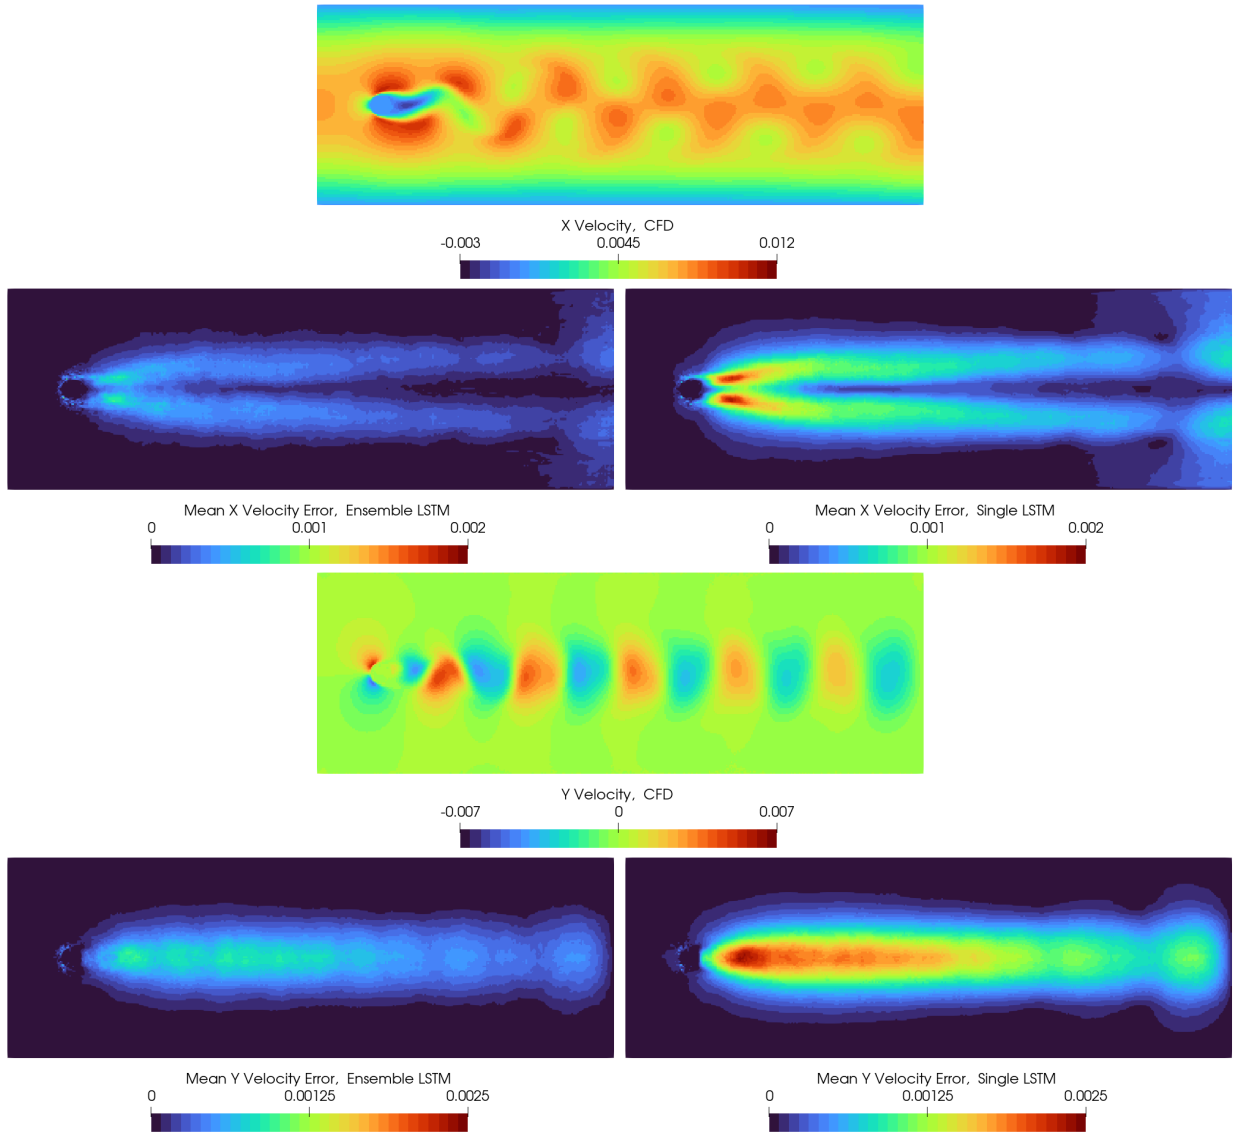 X Velocity, CFD
-0.003 0.0045 0.012
Mean X Velocity Error, Ensemble LSTM
0 0.001 0.002
Mean X Velocity Error, Single LSTM
0 0.001 0.002
Y Velocity, CFD
-0.007 0 0.007
Mean Y Velocity Error, Ensemble LSTM
0 0.00125 0.0025
Mean Y Velocity Error, Single LSTM
0 0.00125 0.0025